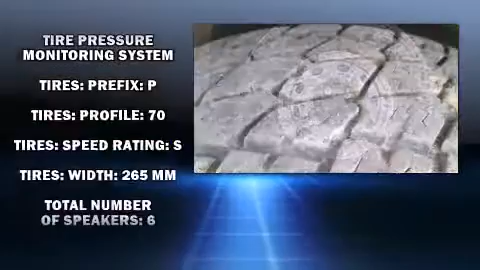 TIRE PRESSURE
MONITORING SYSTEM
TIRES: PREFIX: P
TIRES: PROFILE: 70
TIRES: SPEED RATING: S
TIRES: WIDTH: 265 MM
TOTAL NUMBER
OF SPEAKERS: 6